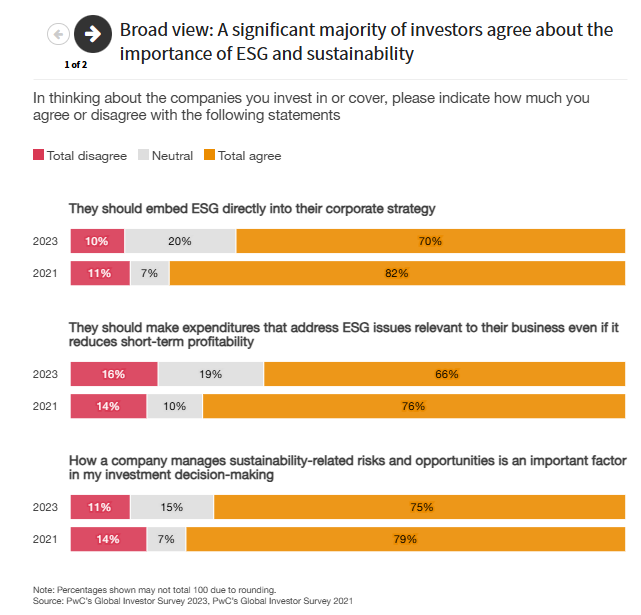 Broad view: A significant majority of investors agree about the
importance of ESG and sustainability
1 of 2
In thinking about the companies you invest in or cover, please indicate how much you
agree or disagree with the following statements
Total disagree Neutral Total agree
They should embed ESG directly into their corporate strategy
2023 10% 20% 70%
2021 11% 7% 82%
They should make expenditures that address ESG issues relevant to their business even if it
reduces short-term profitability
2023 16% 19% 66%
2021 14% 10% 76%
How a company manages sustainability-related risks and opportunities is an important factor
in my investment decision-making
2023 11% 15% 75%
2021 14% 7% 79%
Note: Percentages shown may not total 100 due to rounding.
Source: PwC's Global Investor Survey 2023, PwC's Global Investor Survey 2021